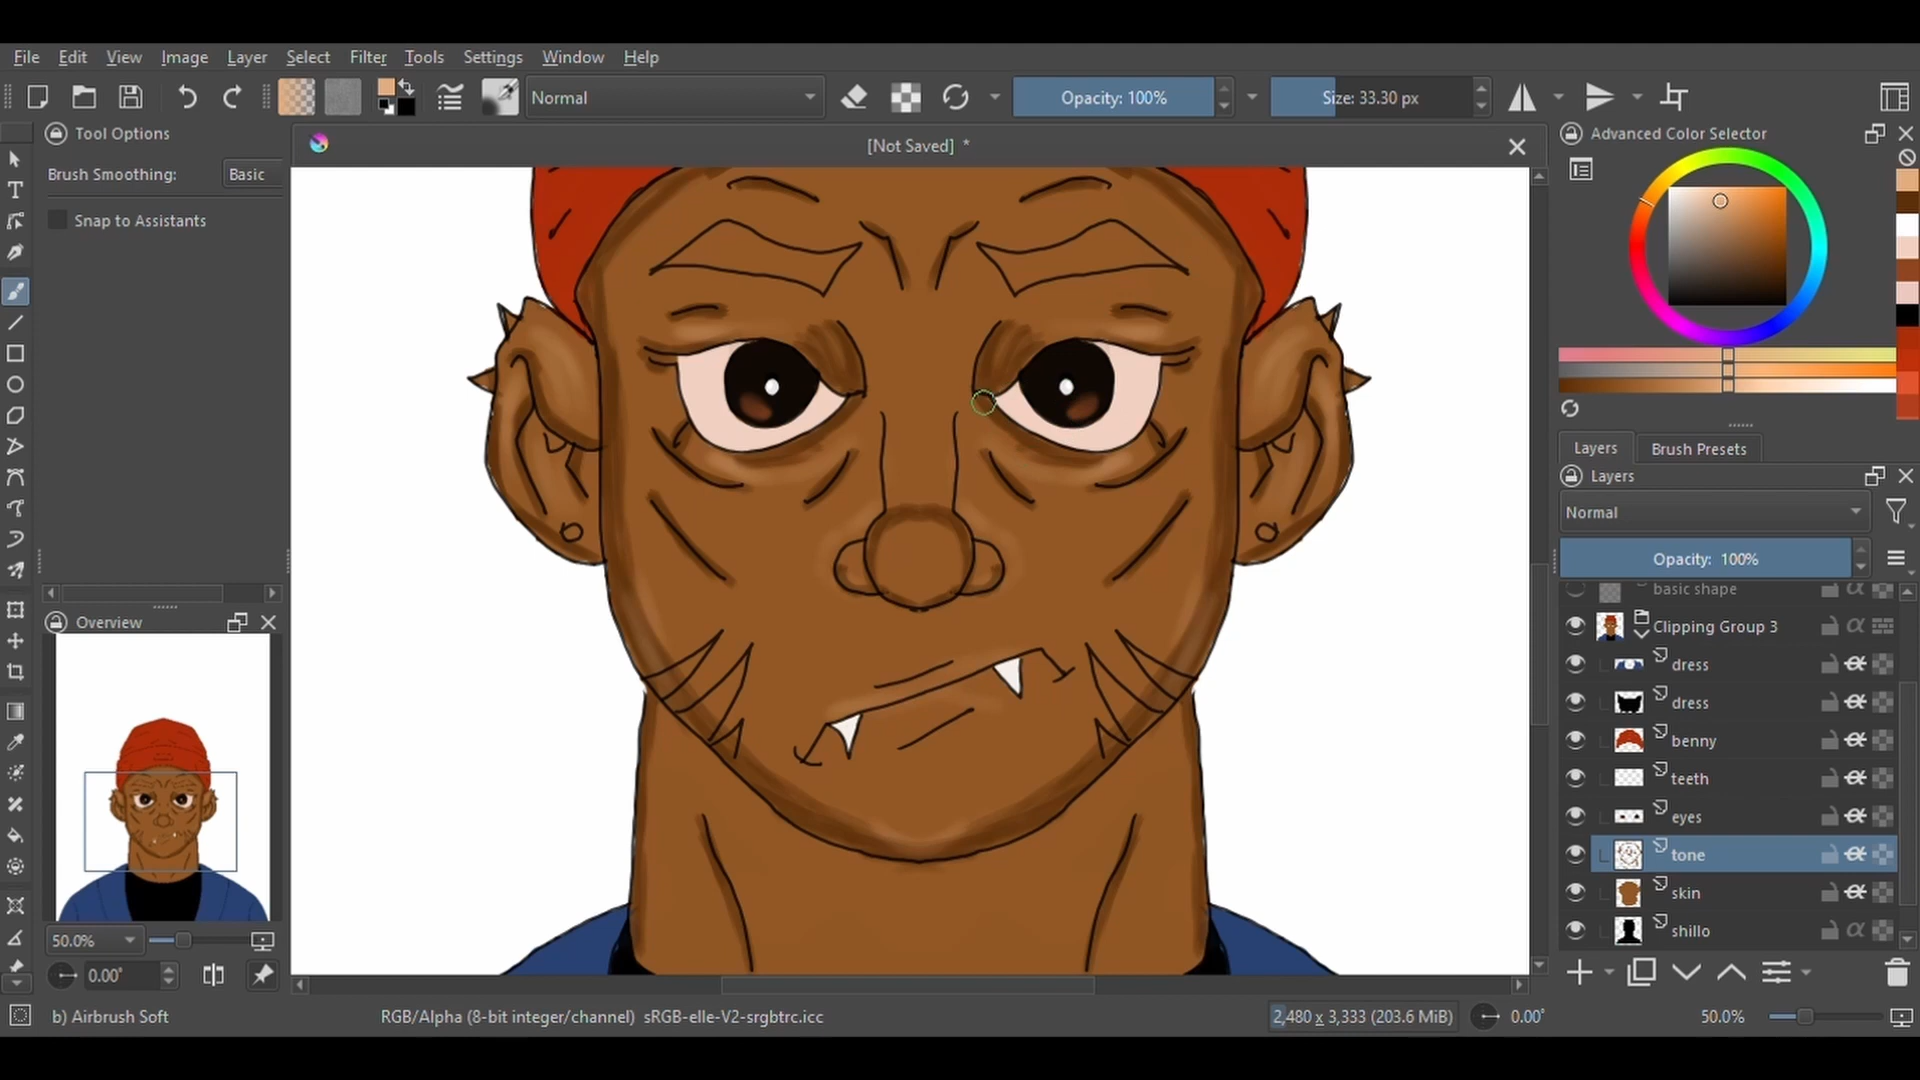 File Edit View Image Layer Select Filter Tools Settings Window Help
Normal Opacity: 100% Size: 33.30 px
Tool Options
[Not Saved] *
Advanced Color Selector
Brush Smoothing: Basic
Snap to Assistants
Layers Brush Presets
Layers
Normal
Opacity: 100%
basic shape
Overview
Clipping Group 3
dress
dress
benny
teeth
eyes
tone
skin
shillo
50.0%
0.00°
b) Airbrush Soft RGB/Alpha (8-bit integer/channel) sRGB-elle-V2-srgbtrc.icc 2,480 x 3,333 (203.6 MiB) 0.00° 50.0%